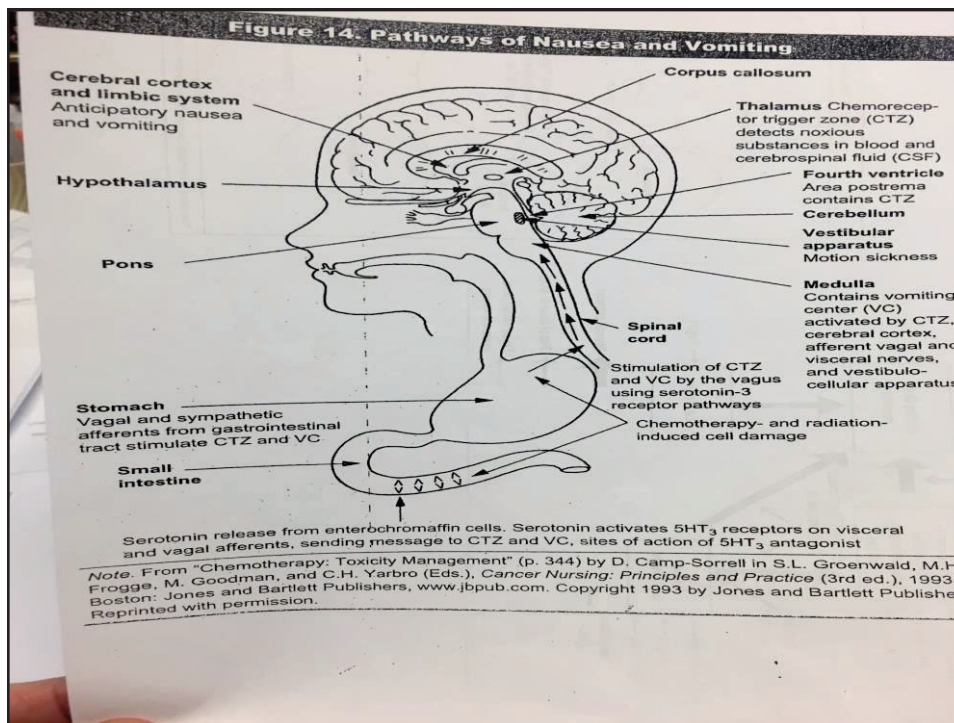 Figure 14. Pathways of Nausea and Vomiting
Cerebral cortex
and limbic system
Anticipatory nausea
and vomiting
Hypothalamus
Pons
Corpus callosum
Thalamus Chemorecep-
tor trigger zone (CTZ)
detects noxious
substances in blood and
cerebrospinal fluid (CSF)
Fourth ventricle
Area postrema
contains CTZ
Cerebellum
Vestibular
apparatus
Motion sickness
Medulla
Contains vomiting
center (VC)
activated by CTZ,
cerebral cortex,
afferent vagal and
visceral nerves,
and vestibulo-
cellular apparatus
Spinal
cord
Stimulation of CTZ
and VC by the vagus
using serotonin-3
receptor pathways
Chemotherapy- and radiation-
induced cell damage
Stomach
Vagal and sympathetic
afferents from gastrointestinal
tract stimulate CTZ and VC
Small
intestine
Serotonin release from enterochromaffin cells. Serotonin activates 5HT₃ receptors on visceral
and vagal afferents, sending message to CTZ and VC, sites of action of 5HT₃ antagonist
Note. From "Chemotherapy: Toxicity Management" (p. 344) by D. Camp-Sorrell in S.L. Groenwald, M.H.
Frogge, M. Goodman, and C.H. Yarbro (Eds.), Cancer Nursing: Principles and Practice (3rd ed.), 1993
Boston: Jones and Bartlett Publishers, www.jbpub.com. Copyright 1993 by Jones and Bartlett Publishe
Reprinted with permission.